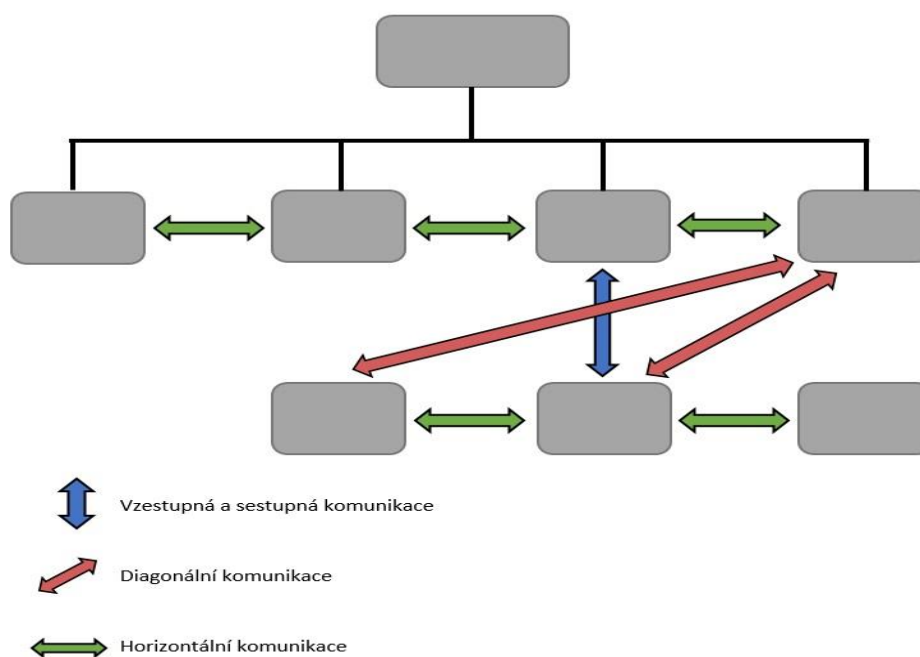 Vzestupná a sestupná komunikace
Diagonální komunikace
Horizontální komunikace